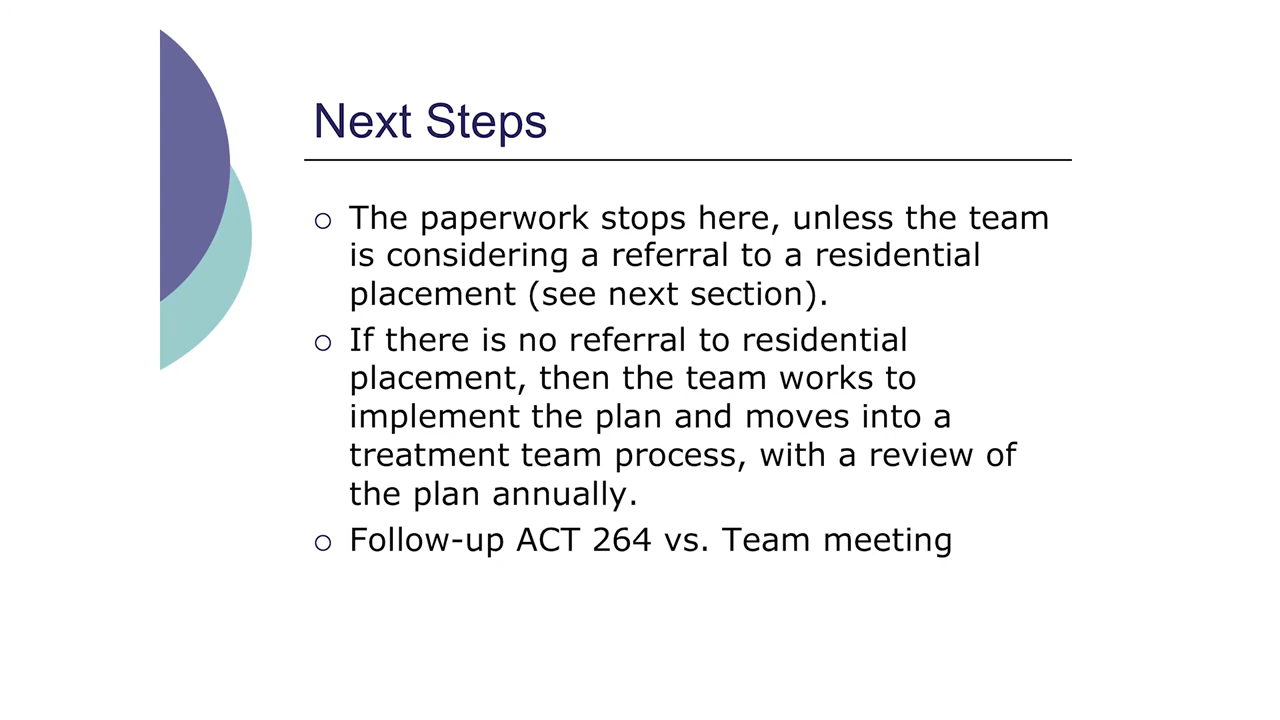 Next Steps
The paperwork stops here, unless the team
is considering a referral to a residential
placement (see next section).
If there is no referral to residential
placement, then the team works to
implement the plan and moves into a
treatment team process, with a review of
the plan annually.
Follow-up ACT 264 vs. Team meeting